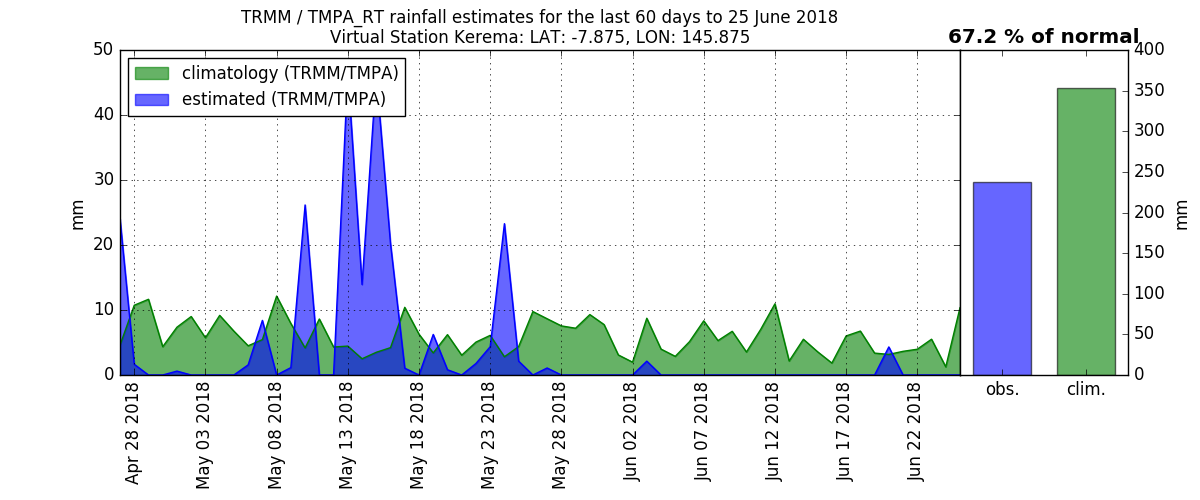 TRMM / TMPA_RT rainfall estimates for the last 60 days to 25 June 2018
Virtual Station Kerema: LAT: -7.875, LON: 145.875
67.2 % of normal
climatology (TRMM/TMPA)
estimated (TRMM/TMPA)
50
40
30
20
10
0
mm
400
350
300
250
200
150
100
50
0
mm
obs.
clim.
Apr 28 2018
May 03 2018
May 08 2018
May 13 2018
May 18 2018
May 23 2018
May 28 2018
Jun 02 2018
Jun 07 2018
Jun 12 2018
Jun 17 2018
Jun 22 2018